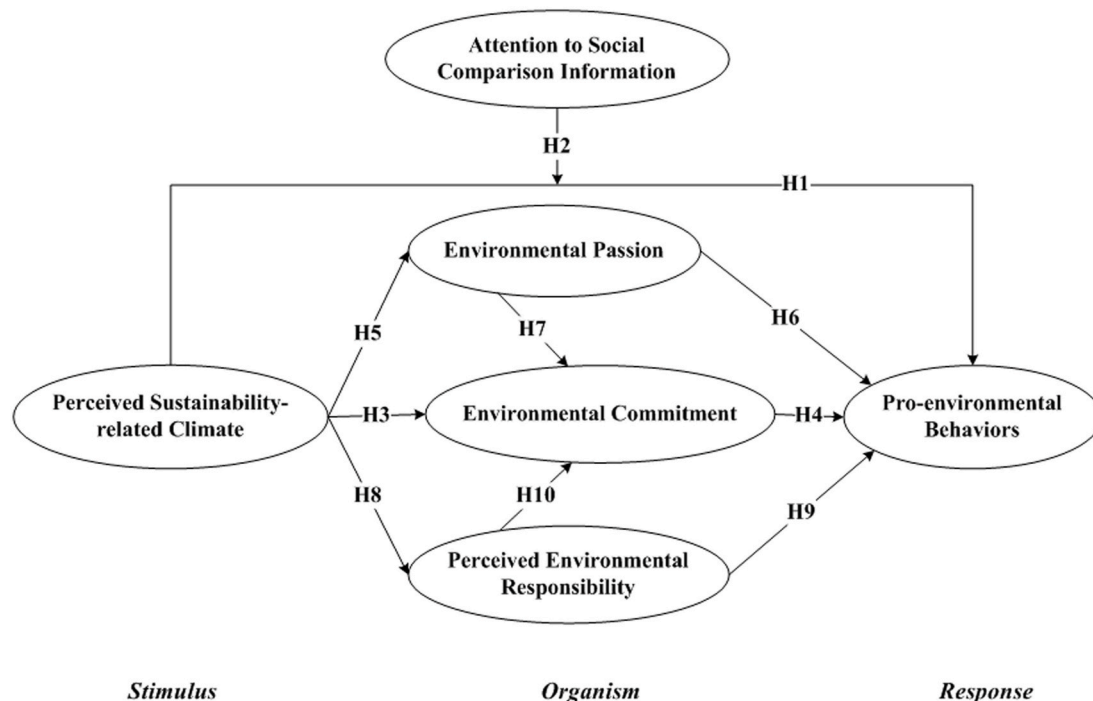 Attention to Social
Comparison Information
H2
H1
Environmental Passion
H5
H7
H6
Perceived Sustainability-
related Climate
H3
Environmental Commitment
H4
Pro-environmental
Behaviors
H8
H10
H9
Perceived Environmental
Responsibility
Stimulus
Organism
Response